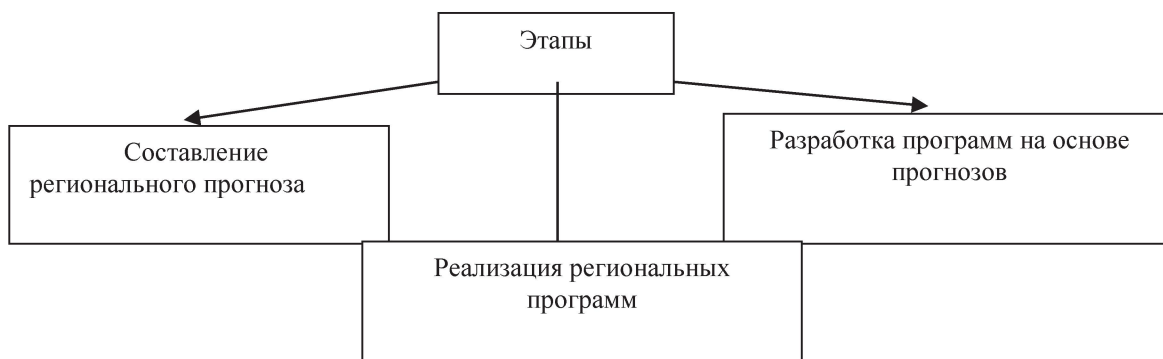 Этапы
Составление
регионального прогноза
Разработка программ на основе
прогнозов
Реализация региональных
программ